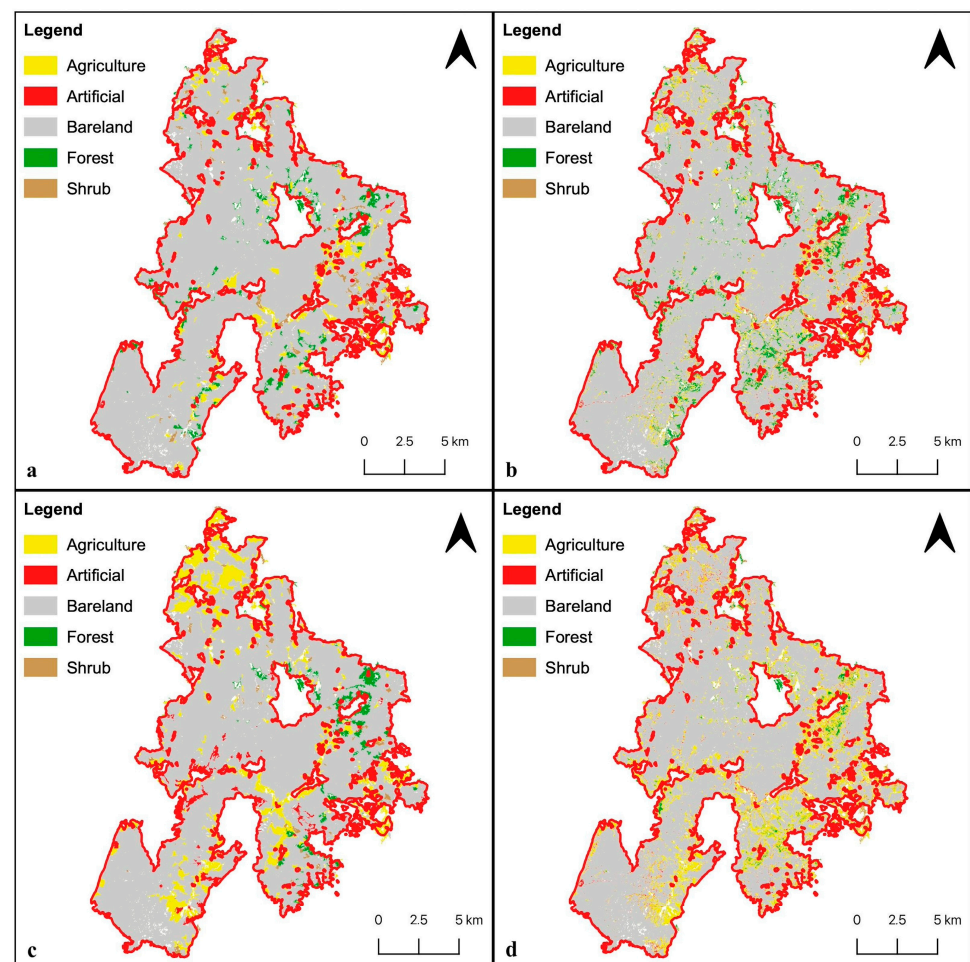 Legend
Agriculture
Artificial
Bareland
Forest
Shrub
0 2.5 5 km
a
Legend
Agriculture
Artificial
Bareland
Forest
Shrub
0 2.5 5 km
b
Legend
Agriculture
Artificial
Bareland
Forest
Shrub
0 2.5 5 km
c
Legend
Agriculture
Artificial
Bareland
Forest
Shrub
0 2.5 5 km
d